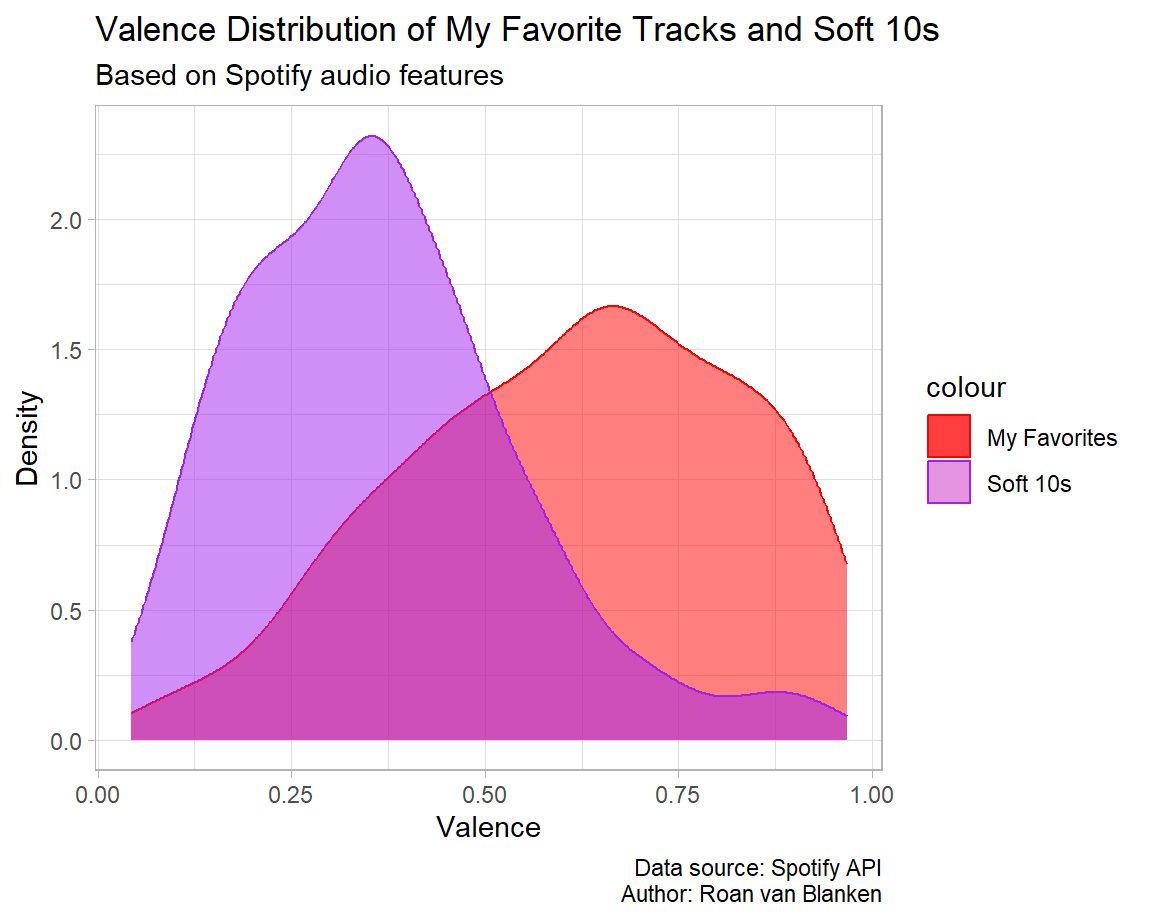 Valence Distribution of My Favorite Tracks and Soft 10s
Based on Spotify audio features
2.0
1.5
1.0
0.5
0.0
Density
0.00 0.25 0.50 0.75 1.00
Valence
colour
My Favorites
Soft 10s
Data source: Spotify API
Author: Roan van Blanken